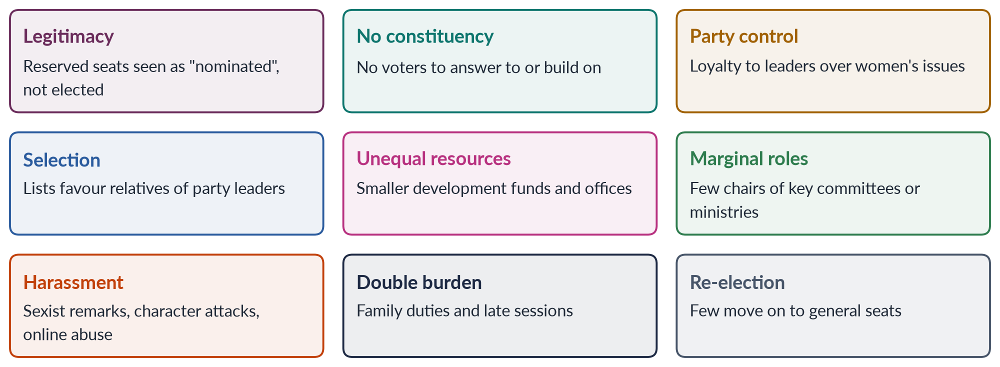 Legitimacy
Reserved seats seen as "nominated",
not elected
No constituency
No voters to answer to or build on
Party control
Loyalty to leaders over women's issues
Selection
Lists favour relatives of party leaders
Unequal resources
Smaller development funds and offices
Marginal roles
Few chairs of key committees or
ministries
Harassment
Sexist remarks, character attacks,
online abuse
Double burden
Family duties and late sessions
Re-election
Few move on to general seats